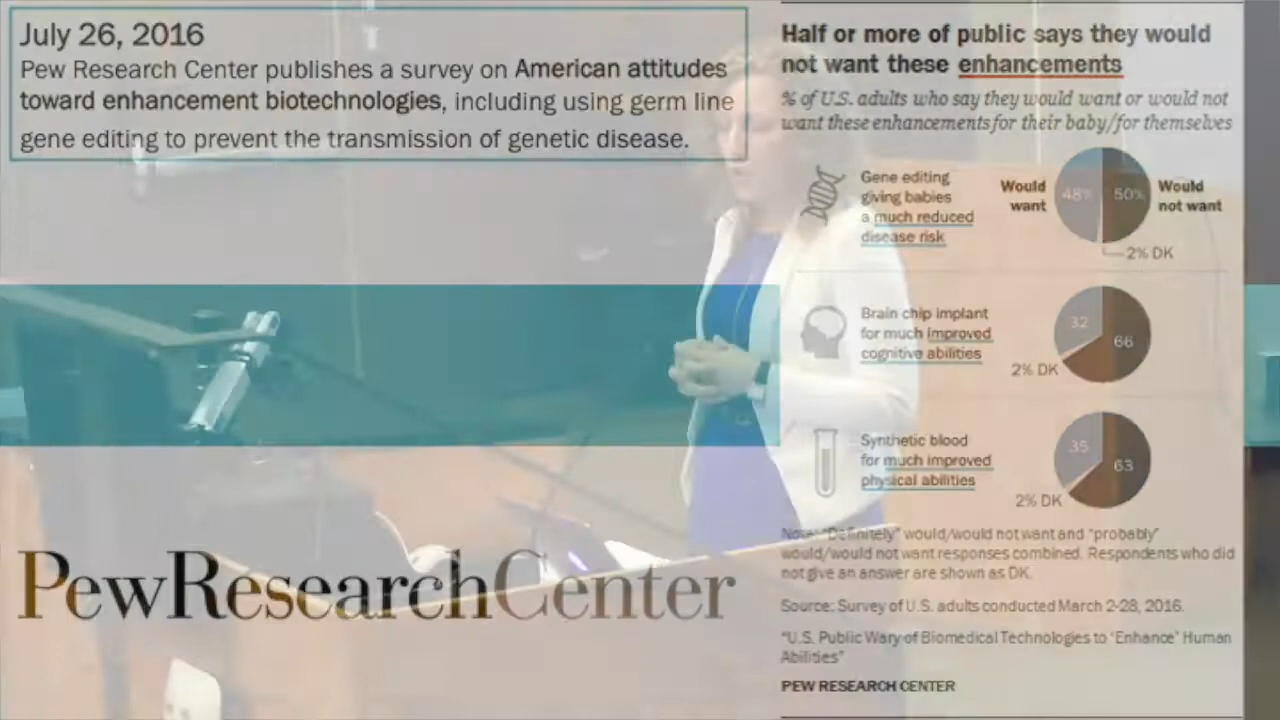 July 26, 2016
Pew Research Center publishes a survey on American attitudes
toward enhancement biotechnologies, including using germ line
gene editing to prevent the transmission of genetic disease.
PewResearchCenter
Half or more of public says they would
not want these enhancements
% of U.S. adults who say they would want or would not
want these enhancements for their baby/for themselves
Gene editing
giving babies
a much reduced
disease risk
Would
want
48%
50%
Would
not want
2% DK
Brain chip implant
for much improved
cognitive abilities
32
66
2% DK
Synthetic blood
for much improved
physical abilities
35
63
2% DK
Note: "Definitely" would/would not want and "probably"
would/would not want responses combined. Respondents who did
not give an answer are shown as DK.
Source: Survey of U.S. adults conducted March 2-28, 2016.
"U.S. Public Wary of Biomedical Technologies to 'Enhance' Human
Abilities"
PEW RESEARCH CENTER